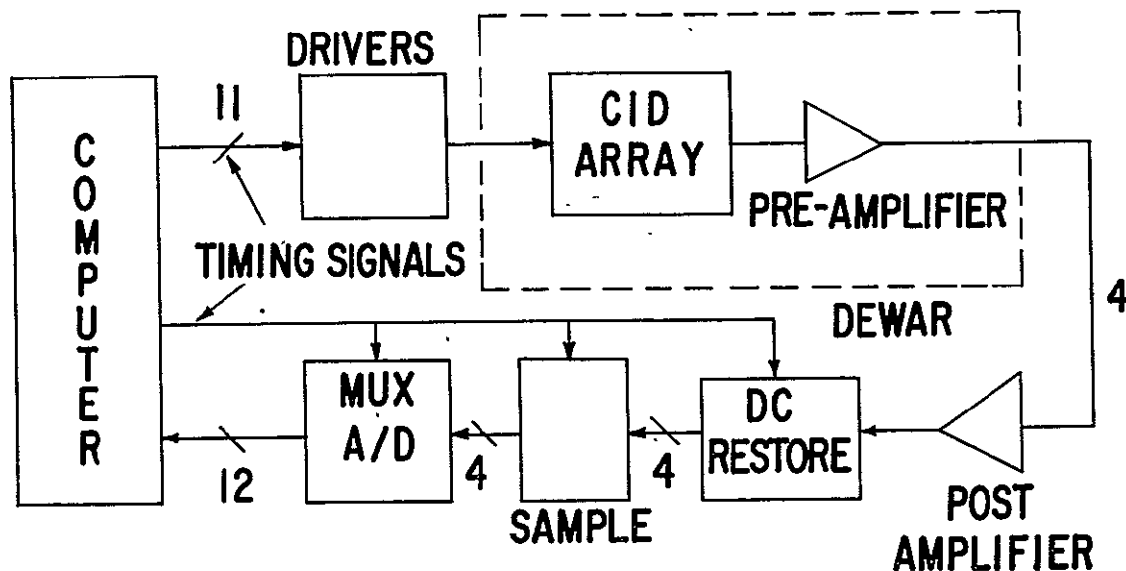 DRIVERS
11
CID
ARRAY
PRE-AMPLIFIER
COMPUTER
TIMING SIGNALS
DEWAR
4
MUX
A/D
DC
RESTORE
12
4
4
SAMPLE
POST
AMPLIFIER